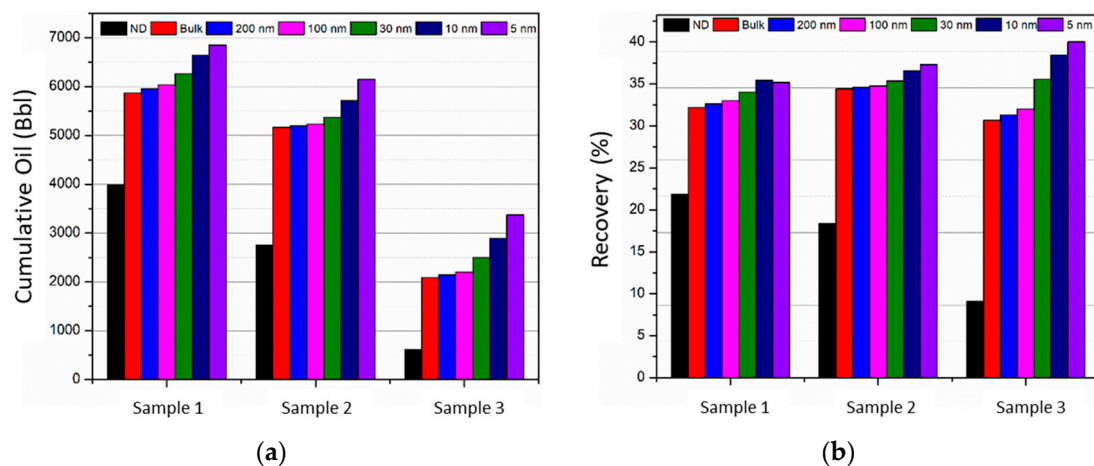 ND Bulk 200 nm 100 nm 30 nm 10 nm 5 nm
7000
6000
5000
4000
3000
2000
1000
0
Cumulative Oil (Bbl)
Sample 1 Sample 2 Sample 3
(a)
ND Bulk 200 nm 100 nm 30 nm 10 nm 5 nm
40
35
30
25
20
15
10
5
0
Recovery (%)
Sample 1 Sample 2 Sample 3
(b)